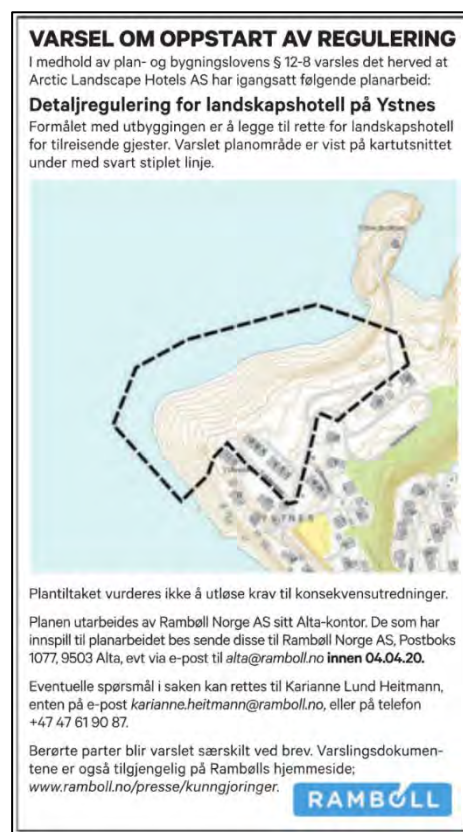 VARSEL OM OPPSTART AV REGULERING
I medhold av plan- og bygningslovens § 12-8 varsles det herved at
Arctic Landscape Hotels AS har igangsatt følgende planarbeid:
Detaljregulering for landskapshotell på Ystnes
Formålet med utbyggingen er å legge til rette for landskapshotell
for tilreisende gjester. Varslet planområde er vist på kartutsnittet
under med svart stiplet linje.
YSTNES
Plantiltaket vurderes ikke å utløse krav til konsekvensutredninger.
Planen utarbeides av Rambøll Norge AS sitt Alta-kontor. De som har
innspill til planarbeidet bes sende disse til Rambøll Norge AS, Postboks
1077, 9503 Alta, evt via e-post til alta@ramboll.no innen 04.04.20.
Eventuelle spørsmål i saken kan rettes til Karianne Lund Heitmann,
enten på e-post karianne.heitmann@ramboll.no, eller på telefon
+47 47 61 90 87.
Berørte parter blir varslet særskilt ved brev. Varslingsdokumen-
tene er også tilgjengelig på Rambølls hjemmeside;
www.ramboll.no/presse/kunngjoringer.
RAMBOLL